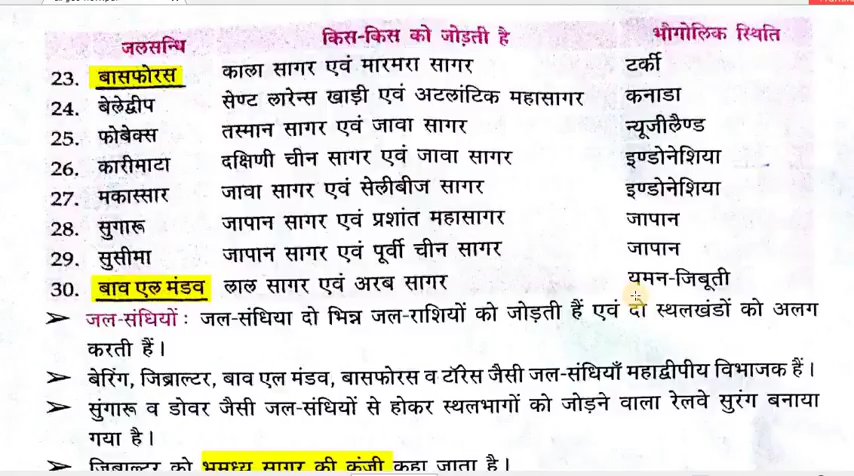 जलसन्धि किस-किस को जोड़ती है भौगोलिक स्थिति
23. बासफोरस काला सागर एवं मारमरा सागर टर्की
24. बेलेद्वीप सेण्ट लारेन्स खाड़ी एवं अटलांटिक महासागर कनाडा
25. फोबेक्स तस्मान सागर एवं जावा सागर न्यूजीलैण्ड
26. कारीमाटा दक्षिणी चीन सागर एवं जावा सागर इण्डोनेशिया
27. मकास्सार जावा सागर एवं सेलीबीज सागर इण्डोनेशिया
28. सुगारू जापान सागर एवं प्रशांत महासागर जापान
29. सुसीमा जापान सागर एवं पूर्वी चीन सागर जापान
30. बाव एल मंडव लाल सागर एवं अरब सागर यमन-जिबूती
➢ जल-संधियों : जल-संधिया दो भिन्न जल-राशियों को जोड़ती हैं एवं दो स्थलखंडों को अलग
करती हैं।
➢ बेरिंग, जिब्राल्टर, बाव एल मंडव, बासफोरस व टॉरेस जैसी जल-संधियाँ महाद्वीपीय विभाजक हैं।
➢ सुंगारू व डोवर जैसी जल-संधियों से होकर स्थलभागों को जोड़ने वाला रेलवे सुरंग बनाया
गया है।
➢ जिब्राल्टर को भूमध्य सागर की कुंजी कहा जाता है।